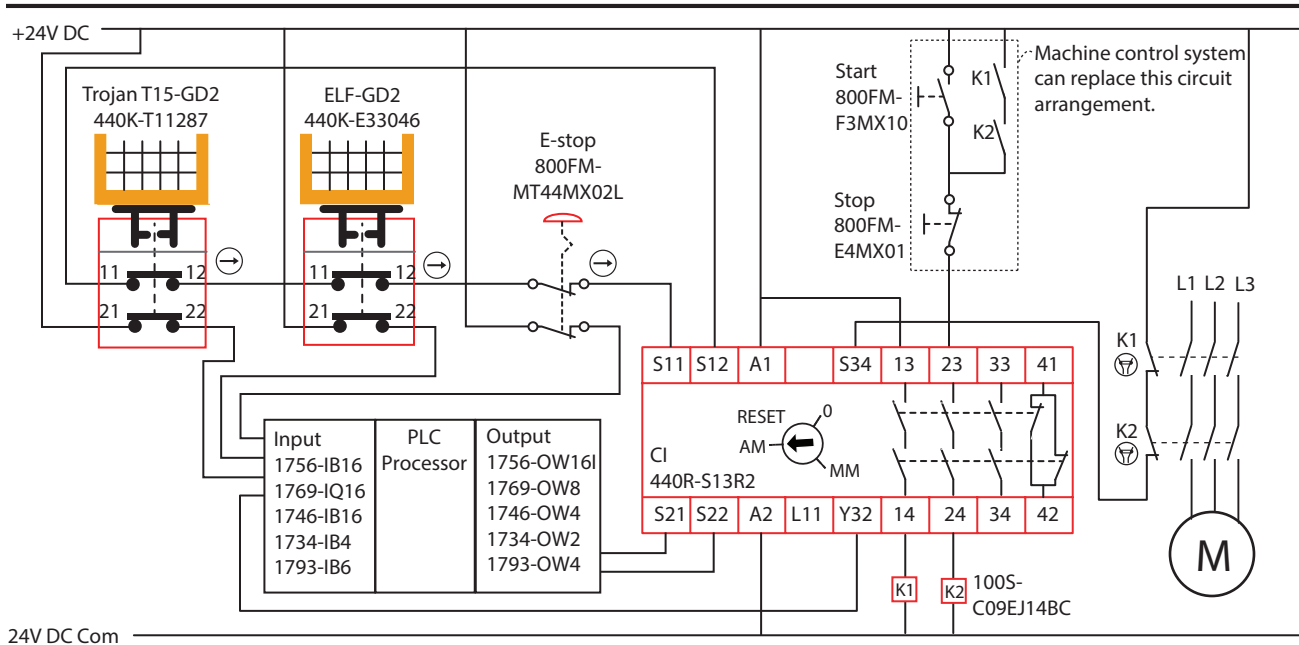 +24V DC
Trojan T15-GD2
440K-T11287
ELF-GD2
440K-E33046
E-stop
800FM-
MT44MX02L
Start
800FM-
F3MX10
K1
K2
Machine control system
can replace this circuit
arrangement.
Stop
800FM-
E4MX01
11
12
21
22
11
12
21
22
L1 L2 L3
K1
K2
M
S11 S12 A1 S34 13 23 33 41
RESET
0
AM
MM
CI
440R-S13R2
S21 S22 A2 L11 Y32 14 24 34 42
Input
1756-IB16
1769-IQ16
1746-IB16
1734-IB4
1793-IB6
PLC
Processor
Output
1756-OW16I
1769-OW8
1746-OW4
1734-OW2
1793-OW4
K1
K2
100S-
C09EJ14BC
24V DC Com